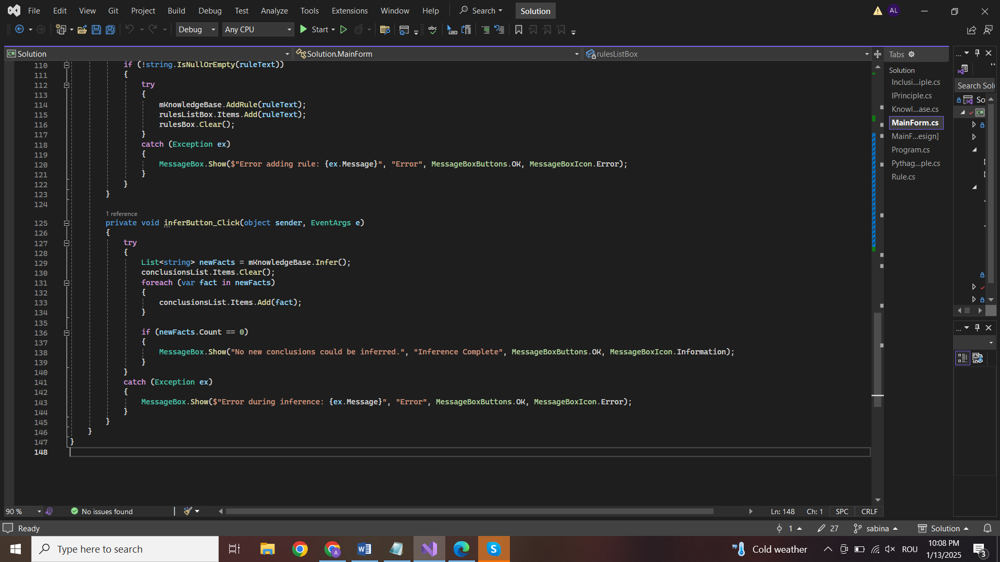 File Edit View Git Project Build Debug Test Analyze Tools Extensions Window Help Search Solution AL
Debug Any CPU Start abc
C# Solution Solution.MainForm rulesListBox
110 if (!string.IsNullOrEmpty(ruleText))
111 {
112 try
113 {
114 mKnowledgeBase.AddRule(ruleText);
115 rulesListBox.Items.Add(ruleText);
116 rulesBox.Clear();
117 }
118 catch (Exception ex)
119 {
120 MessageBox.Show($"Error adding rule: {ex.Message}", "Error", MessageBoxButtons.OK, MessageBoxIcon.Error);
121 }
122 }
123 }
124
1 reference
125 private void inferButton_Click(object sender, EventArgs e)
126 {
127 try
128 {
129 List<string> newFacts = mKnowledgeBase.Infer();
130 conclusionsList.Items.Clear();
131 foreach (var fact in newFacts)
132 {
133 conclusionsList.Items.Add(fact);
134 }
135
136 if (newFacts.Count == 0)
137 {
138 MessageBox.Show("No new conclusions could be inferred.", "Inference Complete", MessageBoxButtons.OK, MessageBoxIcon.Information);
139 }
140 }
141 catch (Exception ex)
142 {
143 MessageBox.Show($"Error during inference: {ex.Message}", "Error", MessageBoxButtons.OK, MessageBoxIcon.Error);
144 }
145 }
146 }
147 }
148
Tabs
Solution
Inclusi...iple.cs
IPrinciple.cs
Knowl...ase.cs
MainForm.cs
MainF...esign]
Program.cs
Pythag...ple.cs
Rule.cs
...
Search Solu
So
C#
...
90 % No issues found Ln: 148 Ch: 1 SPC CRLF
Ready 1 27 sabina Solution
Type here to search Cold weather ROU 10:08 PM
1/13/2025 3